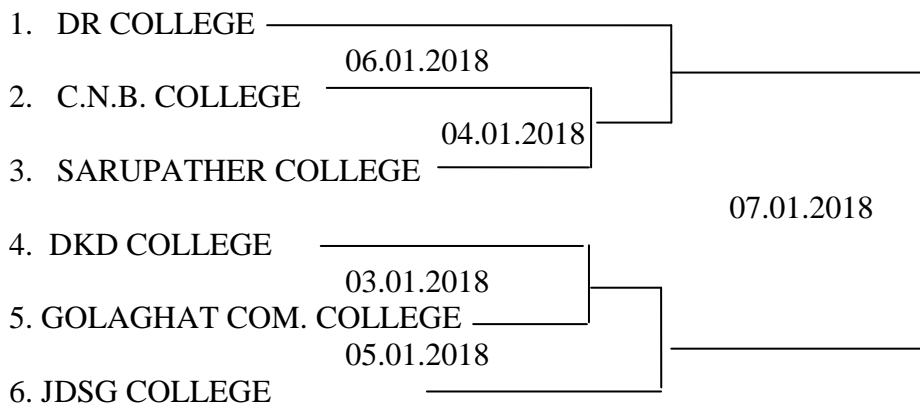 1. DR COLLEGE
06.01.2018
2. C.N.B. COLLEGE
04.01.2018
3. SARUPATHER COLLEGE
07.01.2018
4. DKD COLLEGE
03.01.2018
5. GOLAGHAT COM. COLLEGE
05.01.2018
6. JDSG COLLEGE